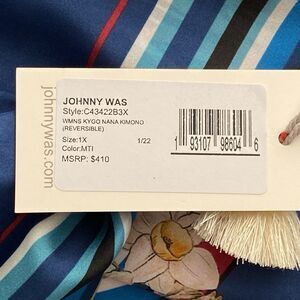 johnnywas.com
JOHNNY WAS
Style:C43422B3X
WMNS KYGO NANA KIMONO
(REVERSIBLE)
Size:1X 1/22
Color:MTI
MSRP: $410
1 93107 98604 6